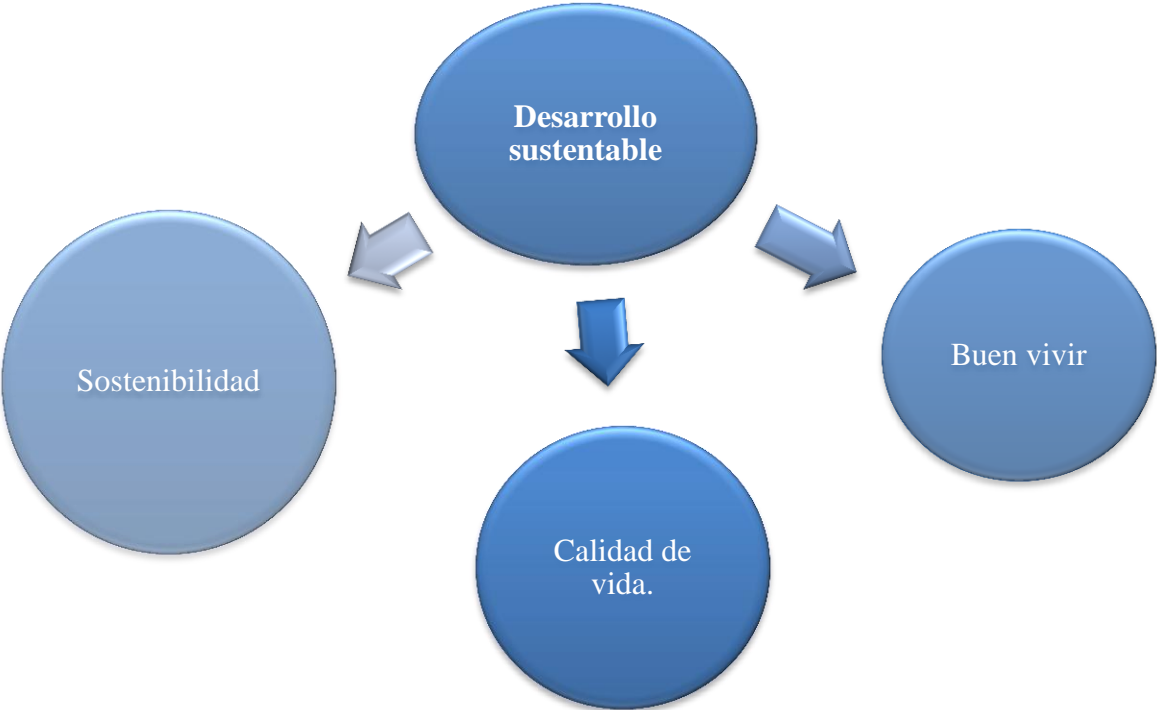 Desarrollo
sustentable
Sostenibilidad
Buen vivir
Calidad de
vida.